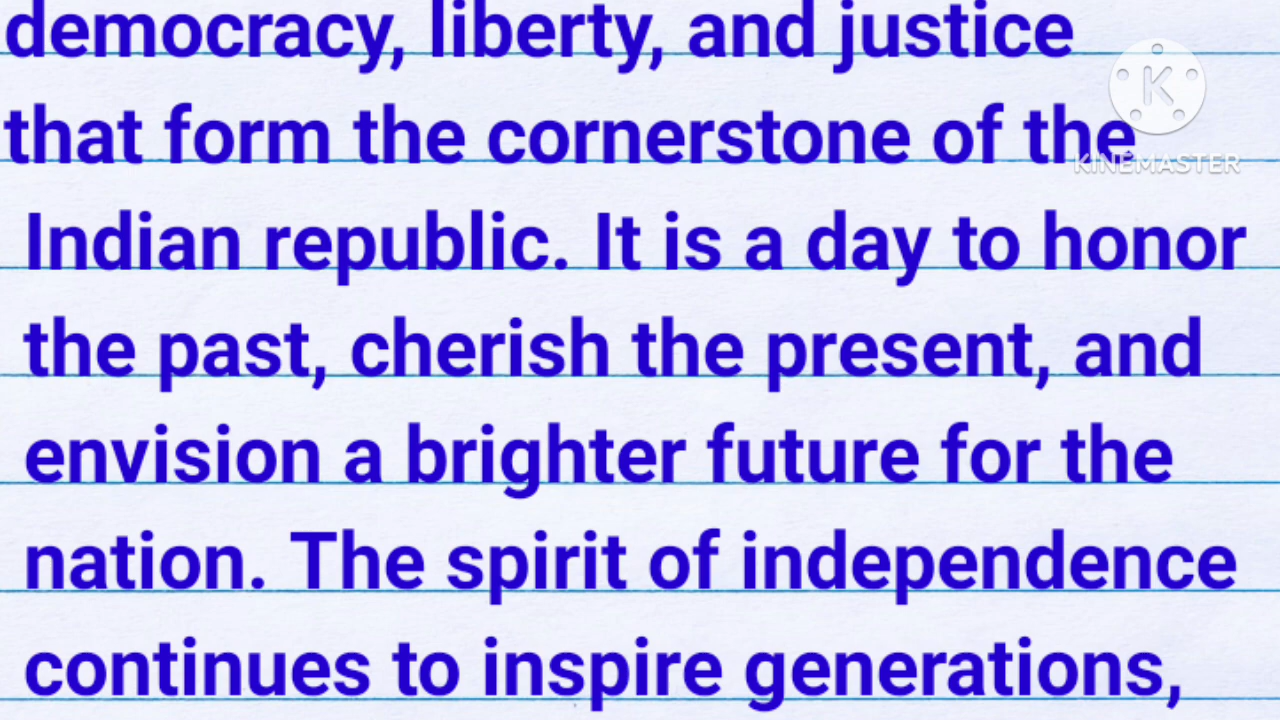 democracy, liberty, and justice
that form the cornerstone of the
Indian republic. It is a day to honor
the past, cherish the present, and
envision a brighter future for the
nation. The spirit of independence
continues to inspire generations,
K
KINEMASTER